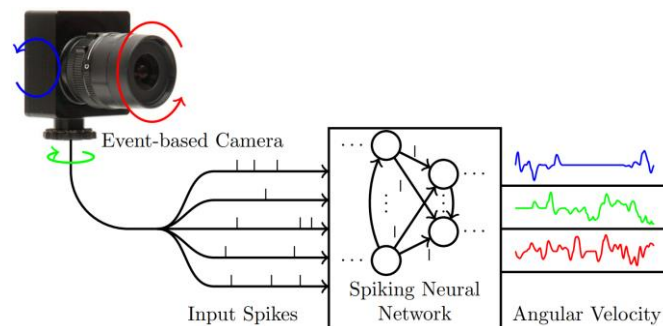 Event-based Camera
Input Spikes
Spiking Neural
Network
Angular Velocity